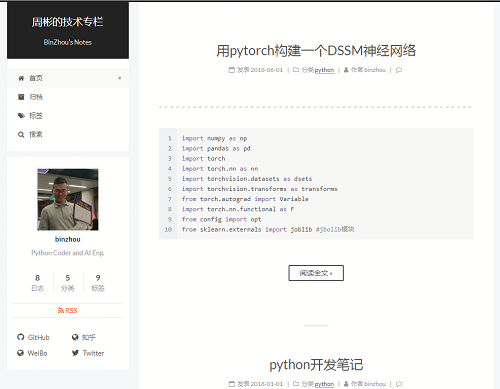 周彬的技术专栏
BinZhou's Notes
首页
归档
标签
搜索
binzhou
Python Coder and AI Eng.
8 5 9
日志 分类 标签
RSS
GitHub 知乎
WeiBo Twitter
用pytorch构建一个DSSM神经网络
发表 2018-06-01 | 分类 python | 作者 binzhou |
1 import numpy as np
2 import pandas as pd
3 import torch
4 import torch.nn as nn
5 import torchvision.datasets as dsets
6 import torchvision.transforms as transforms
7 from torch.autograd import Variable
8 import torch.nn.functional as F
9 from config import opt
10 from sklearn.externals import joblib #jbolib模块
阅读全文 »
python开发笔记
发表 2018-01-01 | 分类 python | 作者 binzhou |